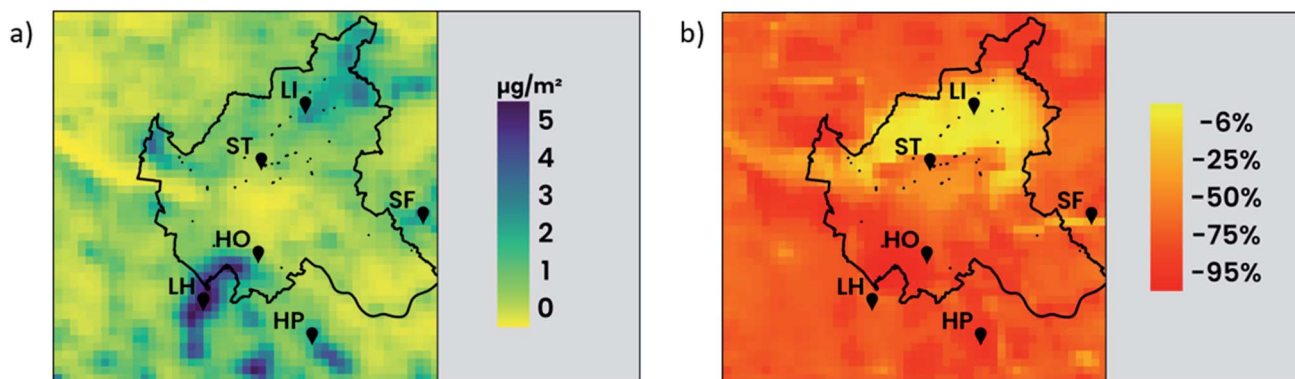 a)
LI
ST
SF
HO
LH
HP
µg/m²
5
4
3
2
1
0
b)
LI
ST
SF
HO
LH
HP
-6%
-25%
-50%
-75%
-95%